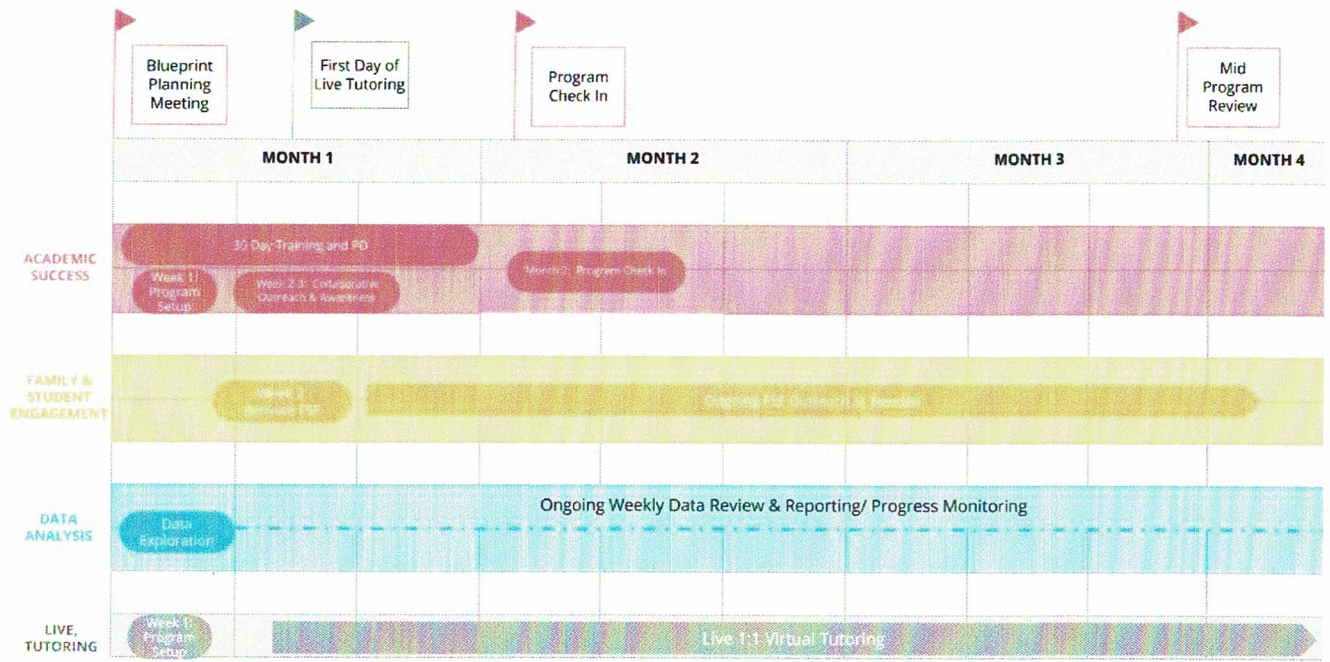 Blueprint
Planning
Meeting
First Day of
Live Tutoring
Program
Check In
Mid
Program
Review
MONTH 1
MONTH 2
MONTH 3
MONTH 4
ACADEMIC
SUCCESS
30 Day Training and PD
Week 1:
Program
Setup
Week 2-3: Collaborative
Outreach & Awareness
Month 2: Program Check In
FAMILY &
STUDENT
ENGAGEMENT
Week 2
Ongoing Outreach as Needed
DATA
ANALYSIS
Data
Exploration
Ongoing Weekly Data Review & Reporting/ Progress Monitoring
LIVE,
TUTORING
Week 1:
Program
Setup
Live 1:1 Virtual Tutoring